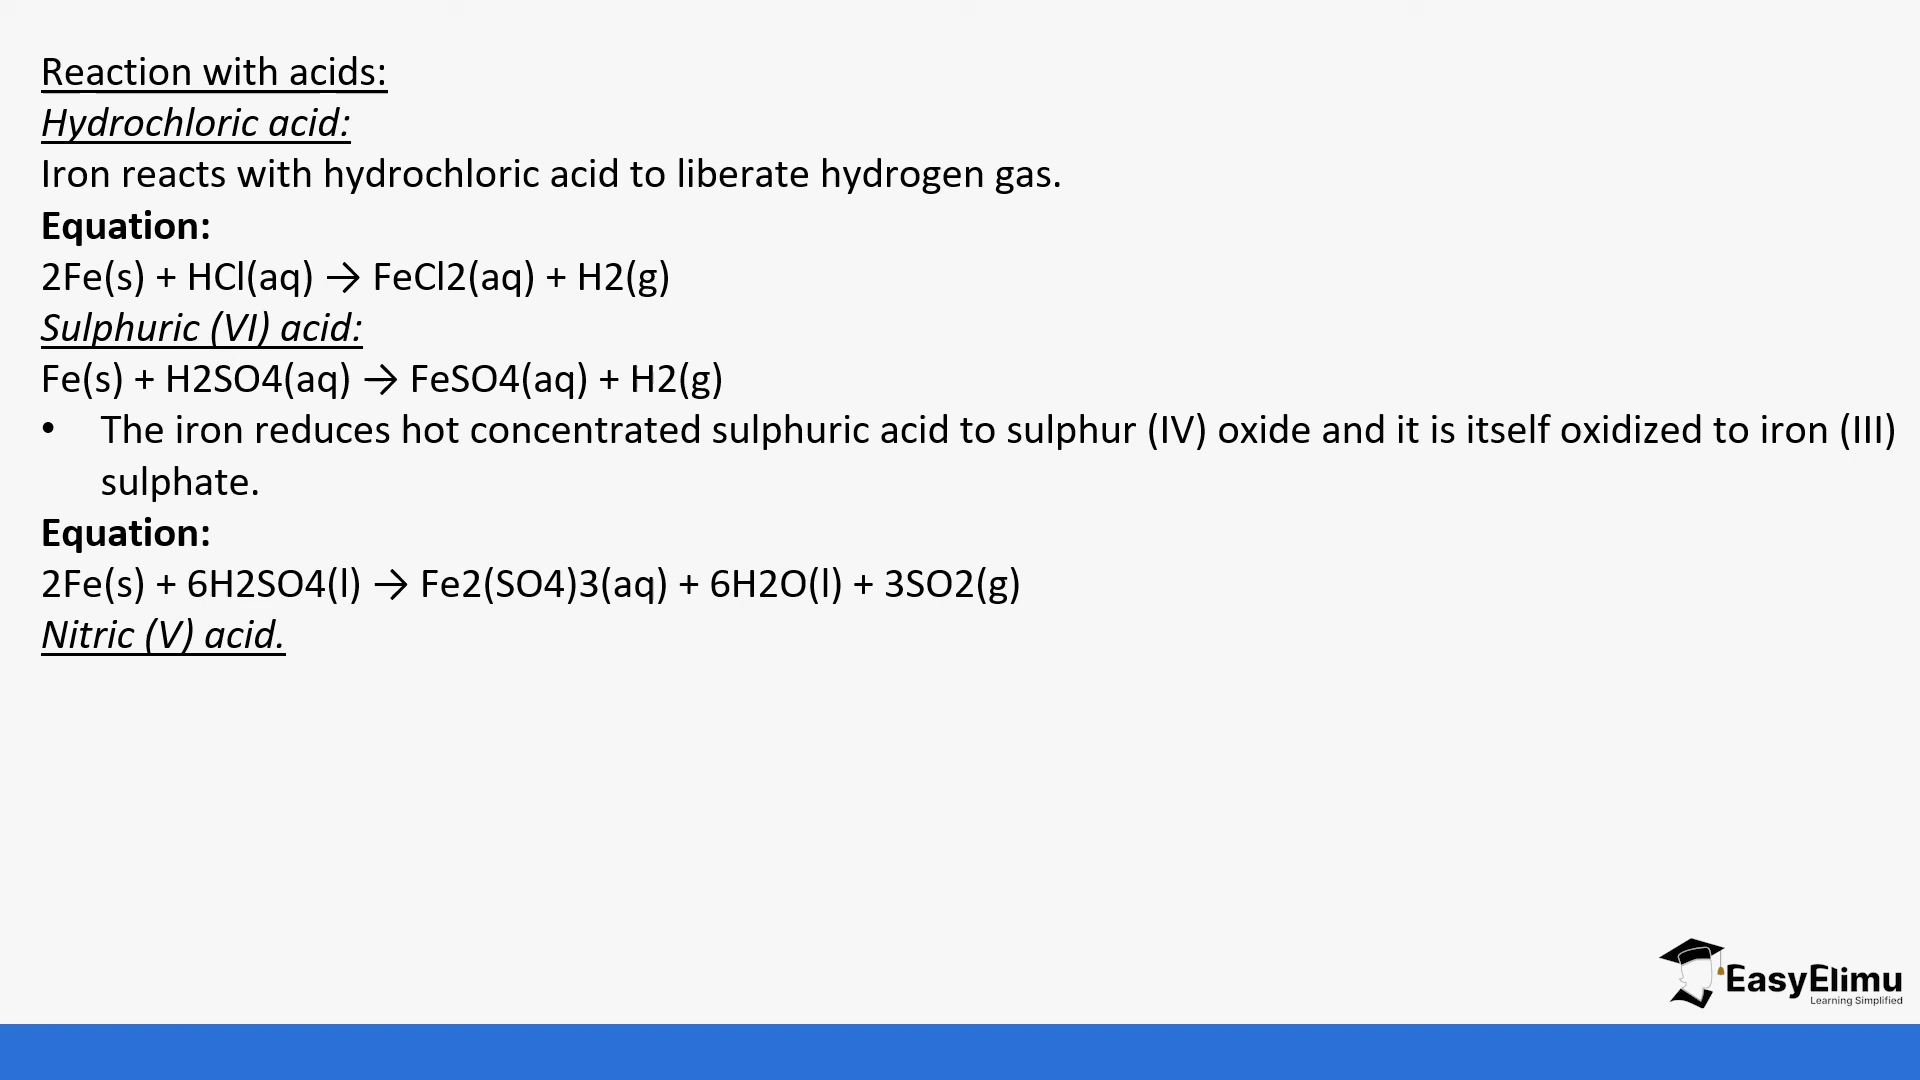 Reaction with acids:
Hydrochloric acid:
Iron reacts with hydrochloric acid to liberate hydrogen gas.
Equation:
2Fe(s) + HCl(aq) → FeCl2(aq) + H2(g)
Sulphuric (VI) acid:
Fe(s) + H2SO4(aq) → FeSO4(aq) + H2(g)
• The iron reduces hot concentrated sulphuric acid to sulphur (IV) oxide and it is itself oxidized to iron (III)
sulphate.
Equation:
2Fe(s) + 6H2SO4(l) → Fe2(SO4)3(aq) + 6H2O(l) + 3SO2(g)
Nitric (V) acid.
EasyElimu
Learning Simplified